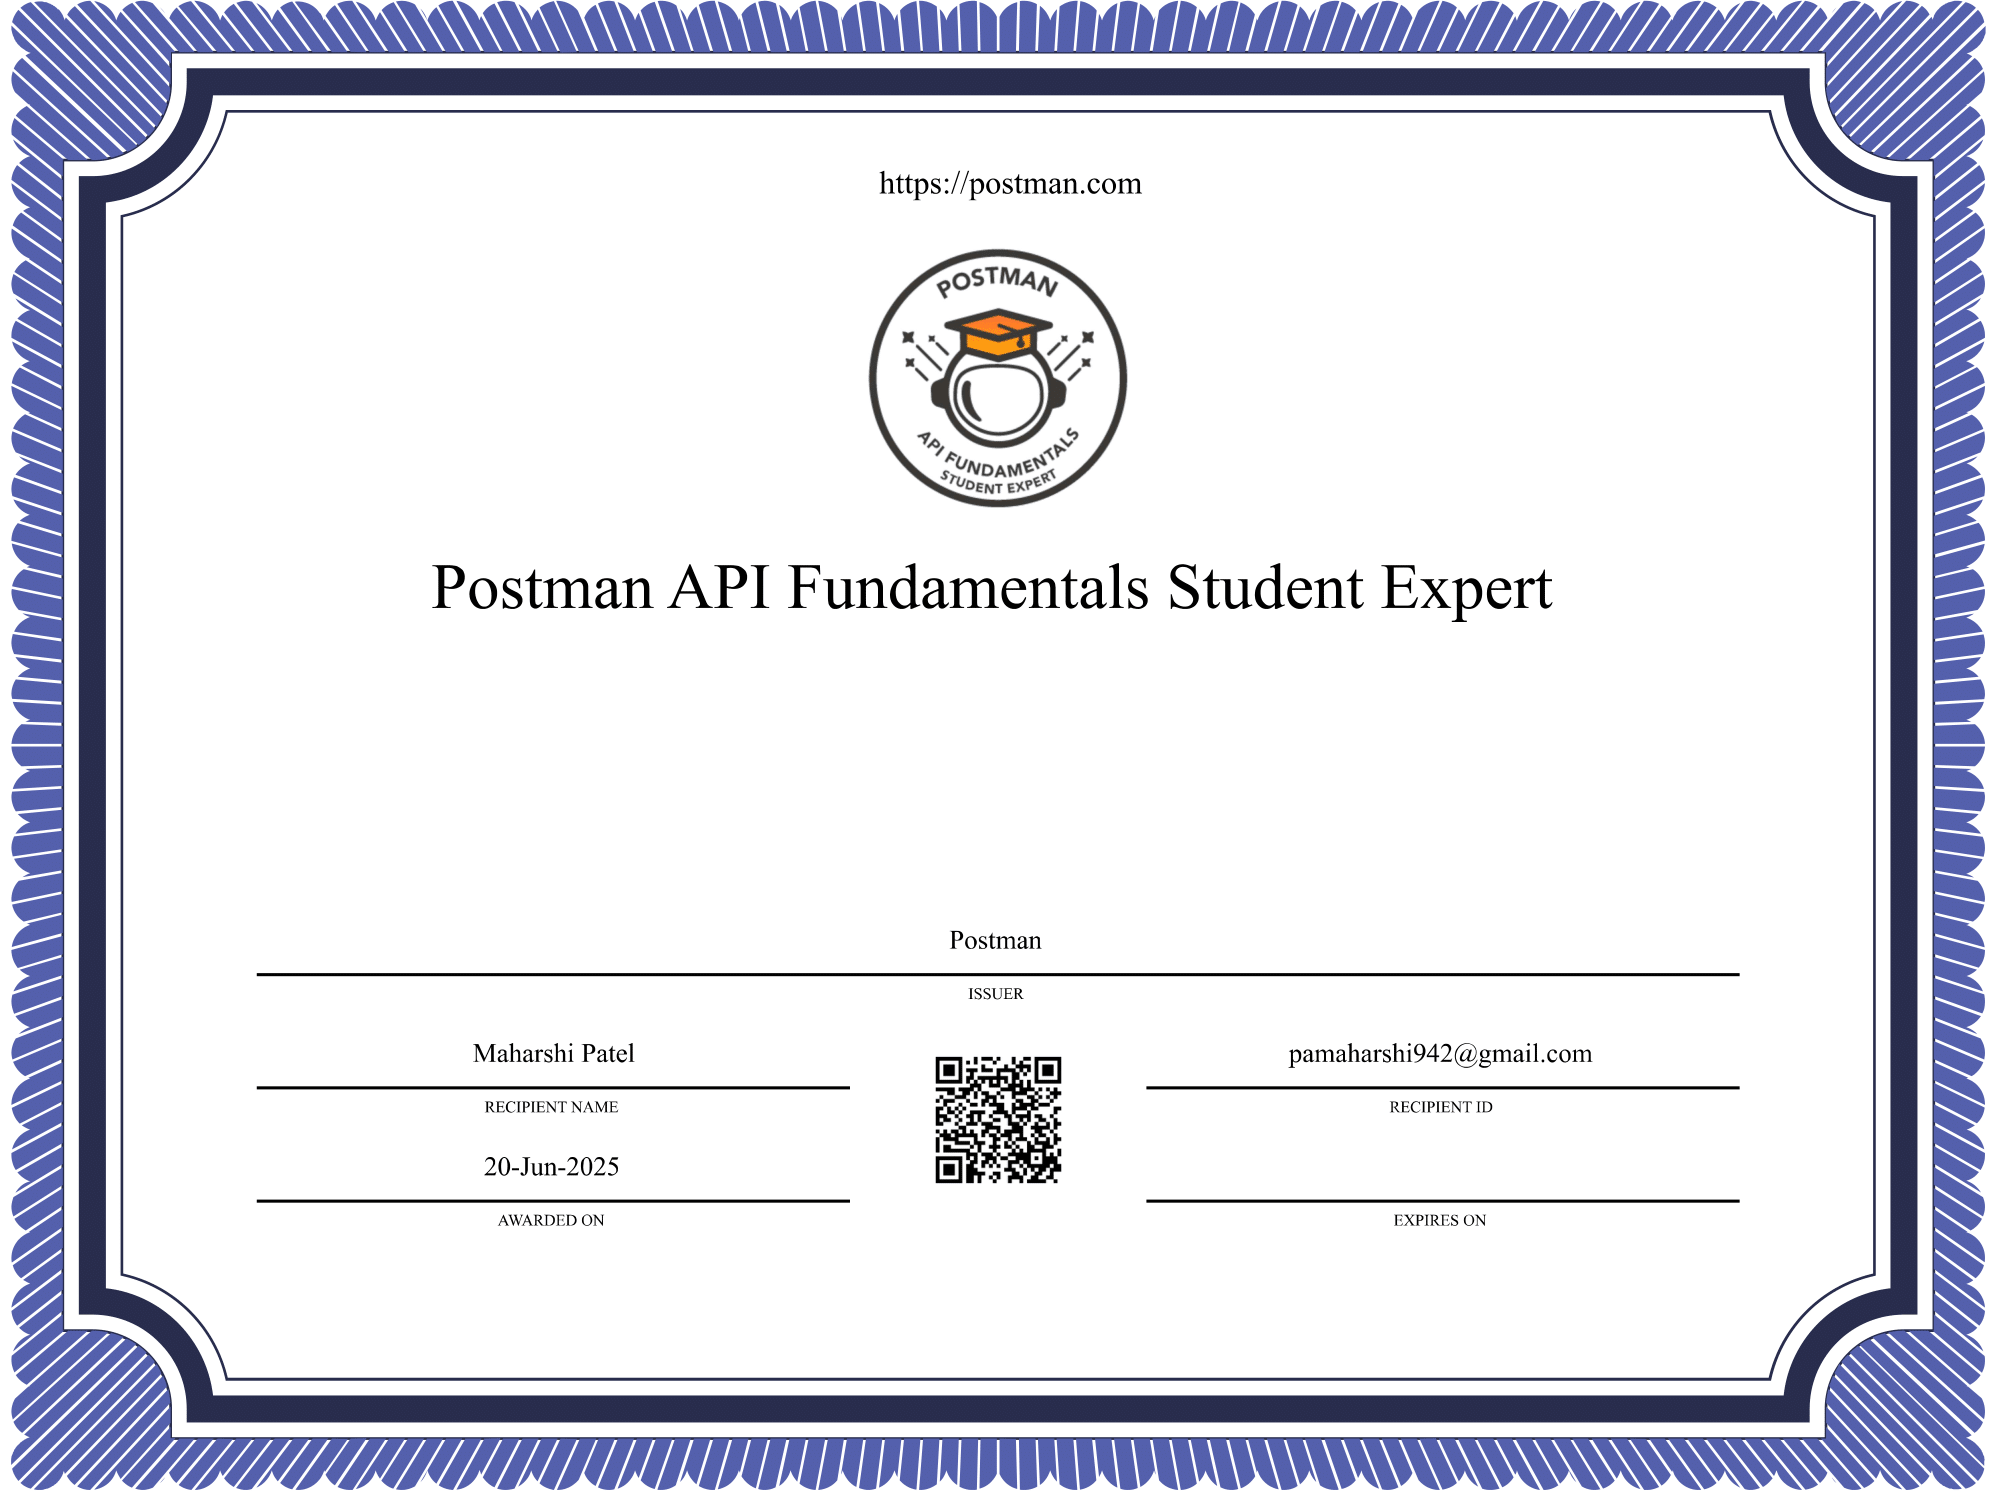 https://postman.com
POSTMAN
API FUNDAMENTALS
STUDENT EXPERT
Postman API Fundamentals Student Expert
Postman
ISSUER
Maharshi Patel
pamaharshi942@gmail.com
RECIPIENT NAME
RECIPIENT ID
20-Jun-2025
AWARDED ON
EXPIRES ON